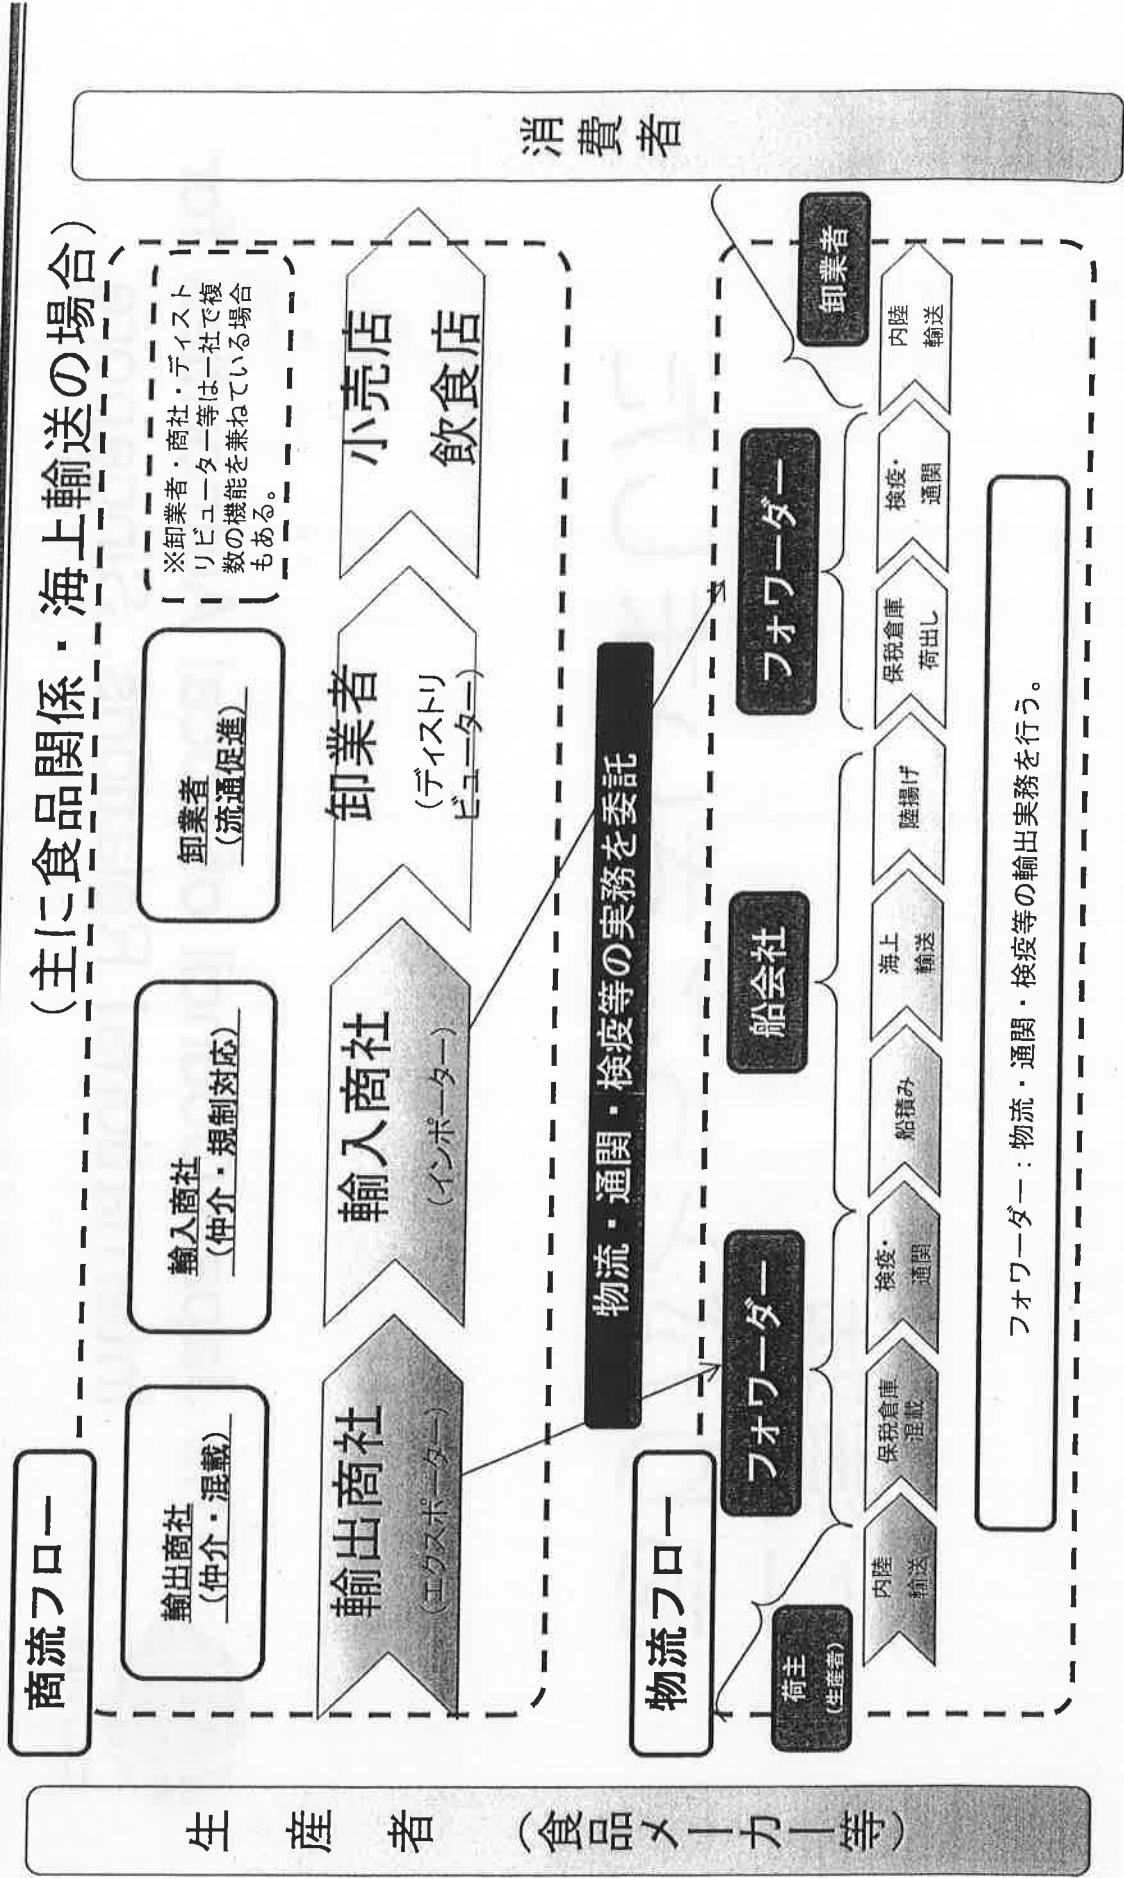 （主に食品関係・海上輸送の場合）
生産者　（食品メーカー等）
商流フロー
輸出商社
（仲介・混載）
輸入商社
（仲介・規制対応）
卸業者
（流通促進）
※卸業者・商社・ディスト
リビューター等は一社で複
数の機能を兼ねている場合
もある。
輸出商社
（エクスポーター）
輸入商社
（インポーター）
卸業者
（ディストリ
ビューター）
小売店
飲食店
物流・通関・検疫等の実務を委託
物流フロー
荷主
（生産者）
フォワーダー
船会社
フォワーダー
卸業者
内陸
輸送
保税倉庫
混載
検疫・
通関
船積み
海上
輸送
陸揚げ
保税倉庫
荷出し
検疫・
通関
内陸
輸送
フォワーダー：物流・通関・検疫等の輸出実務を行う。
消費者